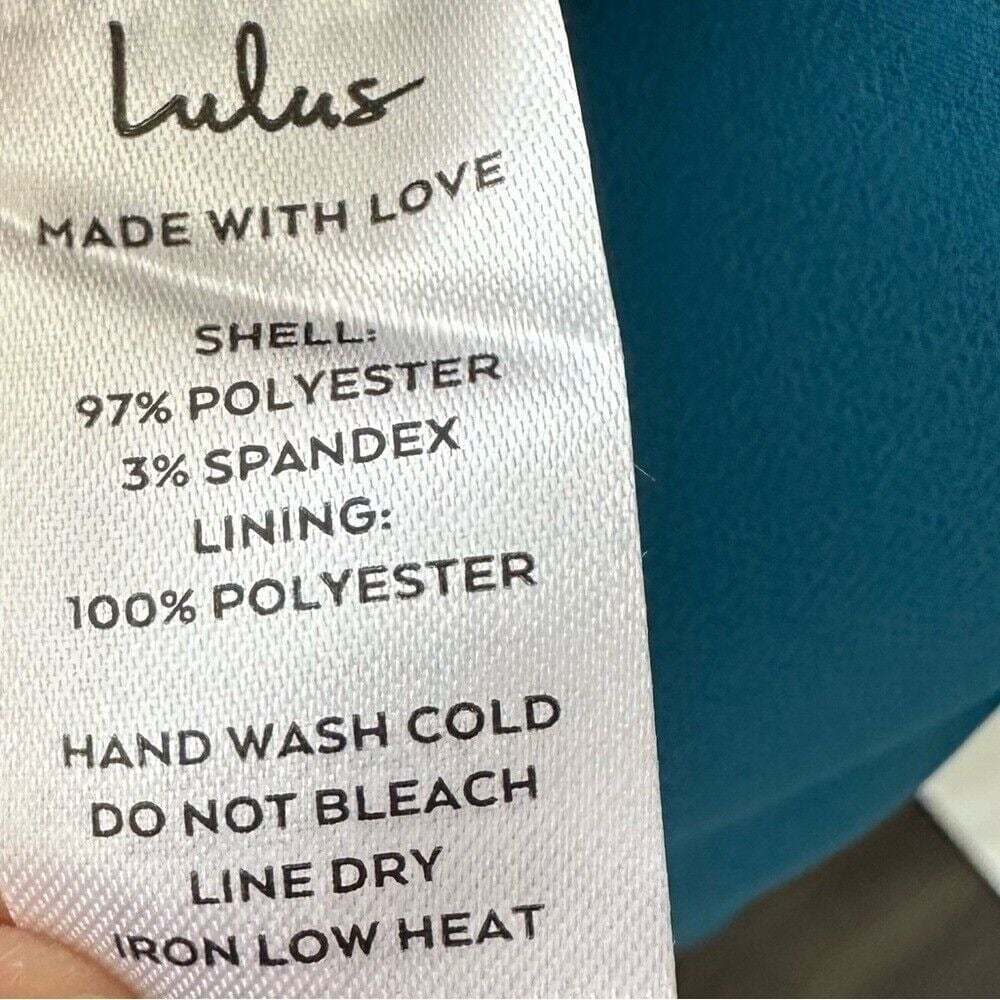 Lulus
MADE WITH LOVE
SHELL:
97% POLYESTER
3% SPANDEX
LINING:
100% POLYESTER
HAND WASH COLD
DO NOT BLEACH
LINE DRY
IRON LOW HEAT